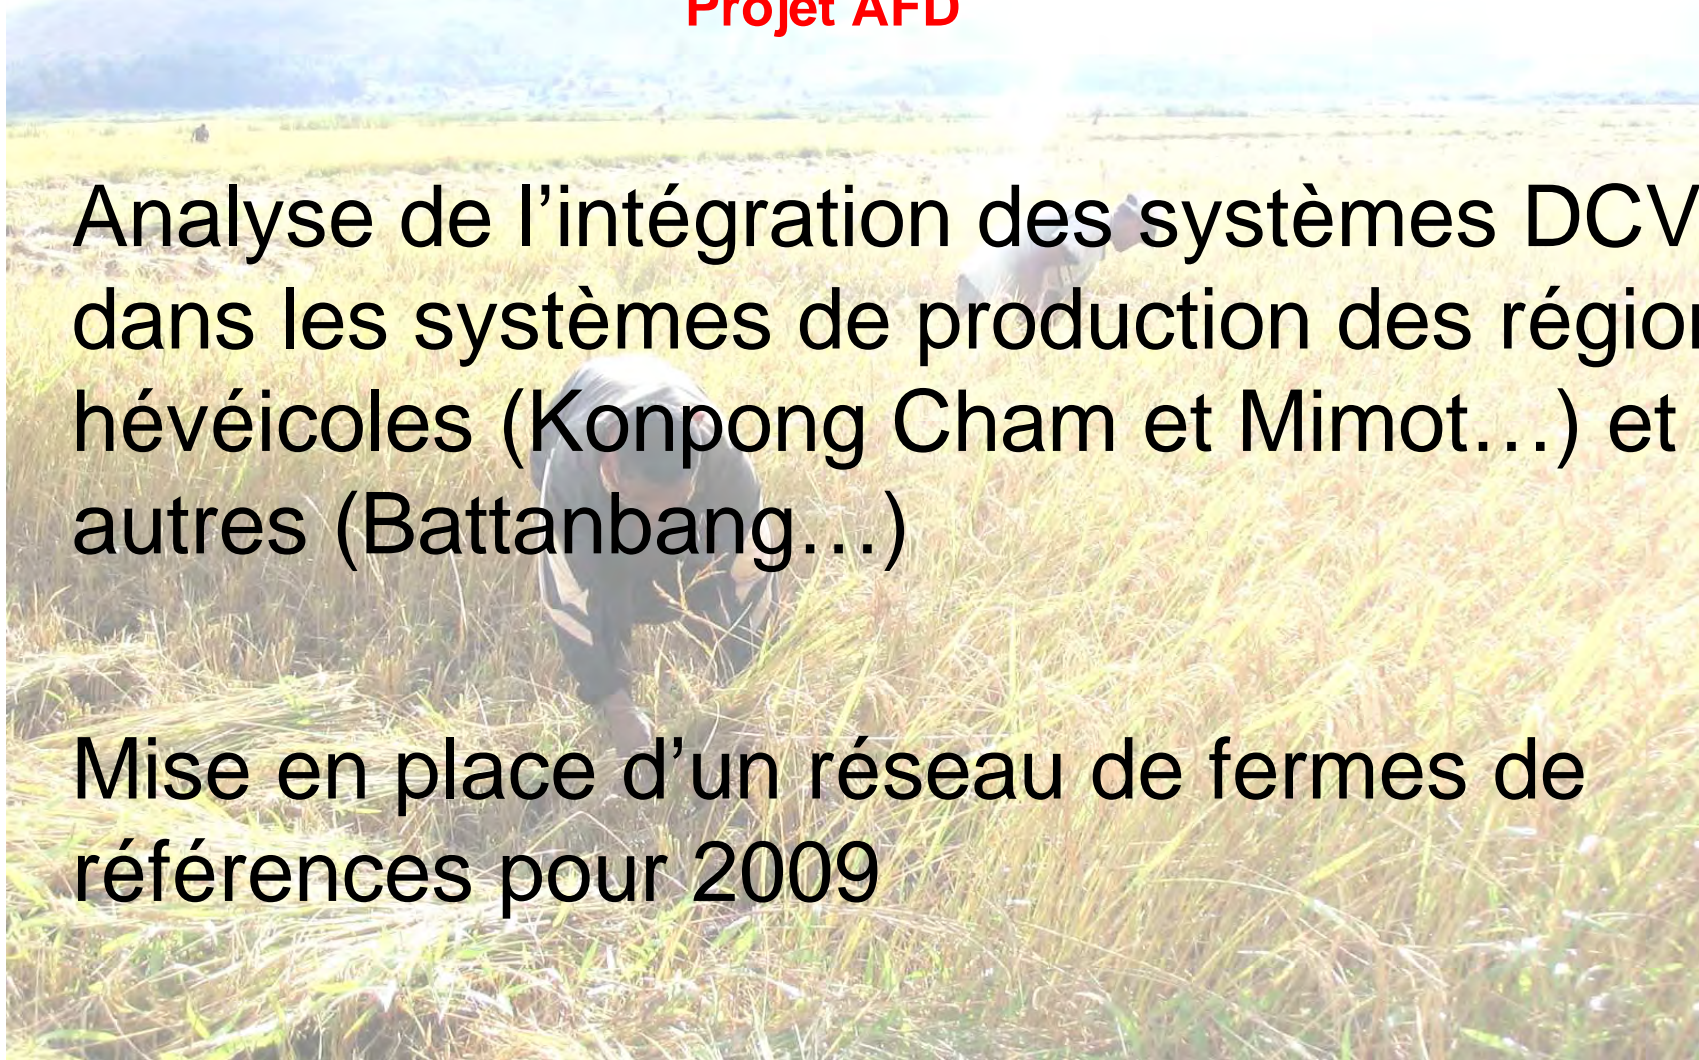 Projet AFD
Analyse de l’intégration des systèmes DCV
dans les systèmes de production des région
hévéicoles (Konpong Cham et Mimot…) et
autres (Battanbang…)
Mise en place d’un réseau de fermes de
références pour 2009